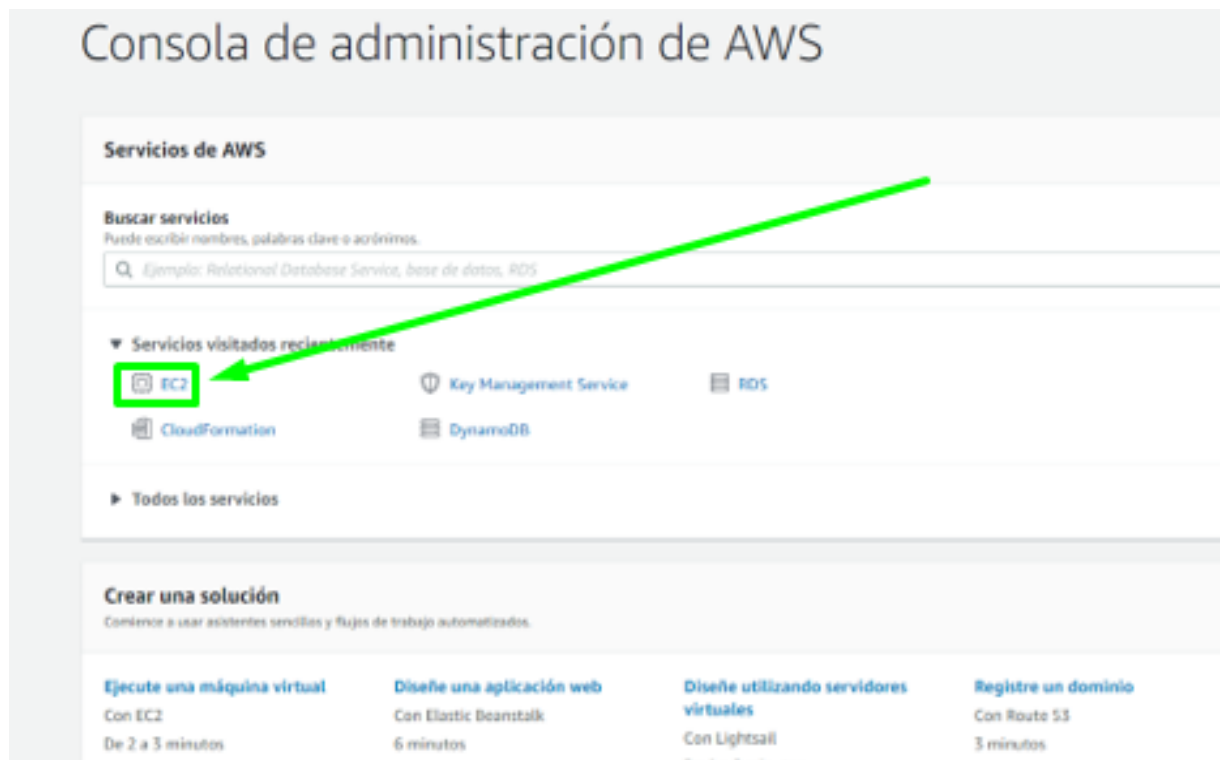 Consola de administración de AWS
Servicios de AWS
Buscar servicios
Puede escribir nombres, palabras clave o acrónimos.
Ejemplo: Relational Database Service, base de datos, RDS
Servicios visitados recientemente
EC2
Key Management Service
RDS
CloudFormation
DynamoDB
Todos los servicios
Crear una solución
Comience a usar asistentes sencillos y flujos de trabajo automatizados.
Ejecute una máquina virtual
Con EC2
De 2 a 3 minutos
Diseñe una aplicación web
Con Elastic Beanstalk
6 minutos
Diseñe utilizando servidores
virtuales
Con Lightsail
Registre un dominio
Con Route 53
3 minutos